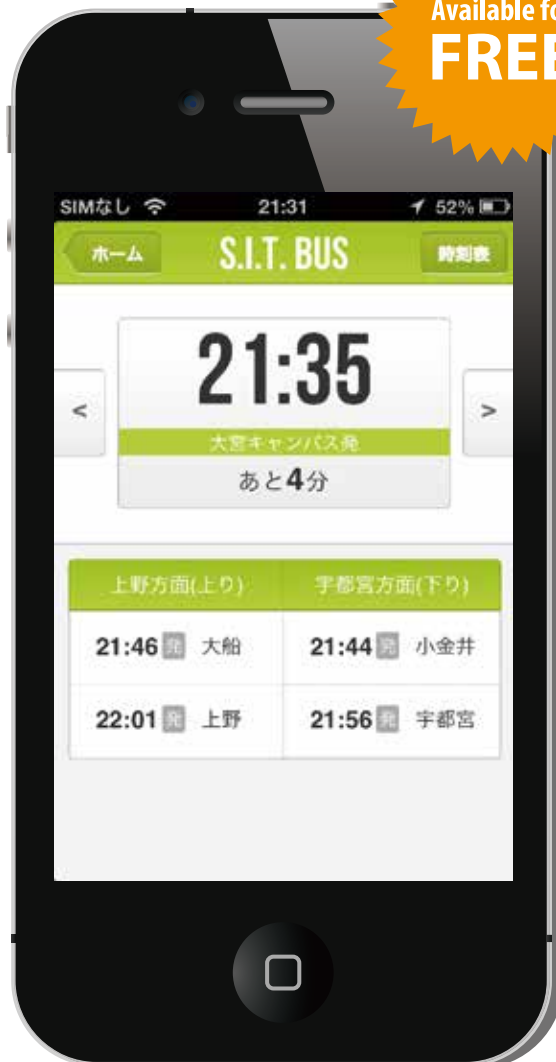 Available fo
FREE
SIMなし 21:31 52%
ホーム S.I.T. BUS 時刻表
21:35
< >
大宮キャンパス発
あと4分
上野方面(上り) 宇都宮方面(下り)
21:46 発 大船 21:44 発 小金井
22:01 発 上野 21:56 発 宇都宮